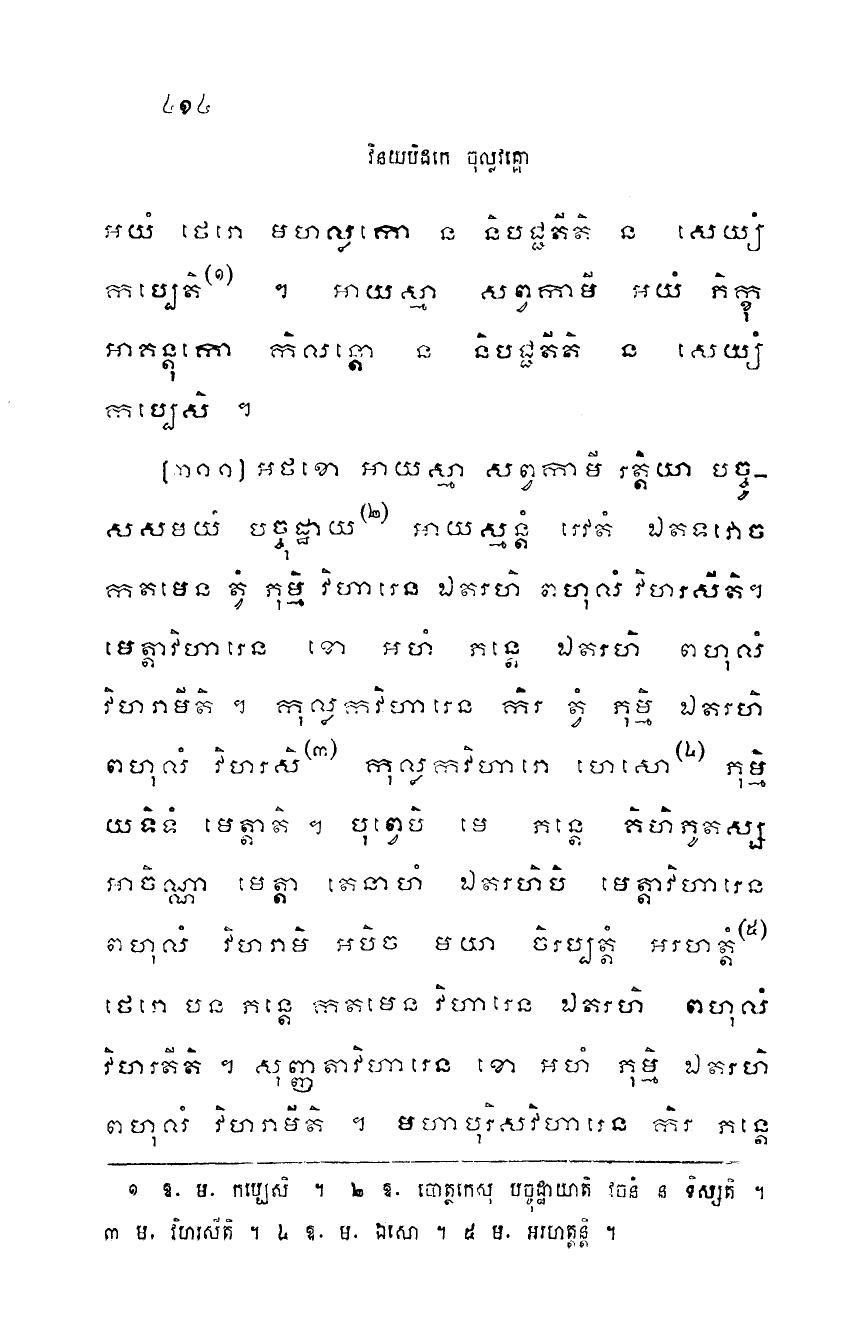 ៤១៤
វិនយបិដកេ ចុល្លវគ្គោ
អយំ ថេរោ មហល្លកោ ន និបជ្ជតីតិ ន សេយ្យំ
កប្បេតិ(១) ។ អាយស្មា សព្វកាមី អយំ ភិក្ខុ
អាគន្តុកោ កិលន្តោ ន និបជ្ជតីតិ ន សេយ្យំ
កប្បេសិ ។
អថខោ អាយស្មា សព្វកាមី រត្តិយា បច្ចូ-
សសមយំ បច្ចុដ្ឋាយ(២) អាយស្មន្តំ រេវតំ ឯតទវោច
កតមេន ត្វំ ភុម្មិ វិហារេន ឯតរហិ ពហុលំ វិហរសីតិ។
មេត្តាវិហារេន ខោ អហំ ភន្តេ ឯតរហិ ពហុលំ
វិហរាមីតិ ។ កុល្លកវិហារេន កិរ ត្វំ ភុម្មិ ឯតរហិ
ពហុលំ វិហរសិ(៣) កុល្លកវិហារោ ហេសោ(៤) ភុម្មិ
យទិទំ មេត្តាតិ ។ បុព្វេបិ មេ ភន្តេ គិហិភូតស្ស
អាចិណ្ណា មេត្តា តេនាហំ ឯតរហិបិ មេត្តាវិហារេន
ពហុលំ វិហរាមិ អបិច មយា ចិរប្បត្តំ អរហត្តំ(៥)
ថេរោ បន ភន្តេ កតមេន វិហារេន ឯតរហិ ពហុលំ
វិហរតីតិ ។ សុញ្ញតាវិហារេន ខោ អហំ ភុម្មិ ឯតរហិ
ពហុលំ វិហរាមីតិ ។ មហាបុរិសវិហារេន កិរ ភន្តេ
១ ឧ. ម. កប្បេសិ ។ ២ ឧ. បោត្ថកេសុ បច្ចុដ្ឋាយាតិ វចនំ ន ទិស្សតិ ។
៣ ម. វិហរសីតិ ។ ៤ ឧ. ម. ឯសោ ។ ៥ ម. អរហត្តន្តិ ។